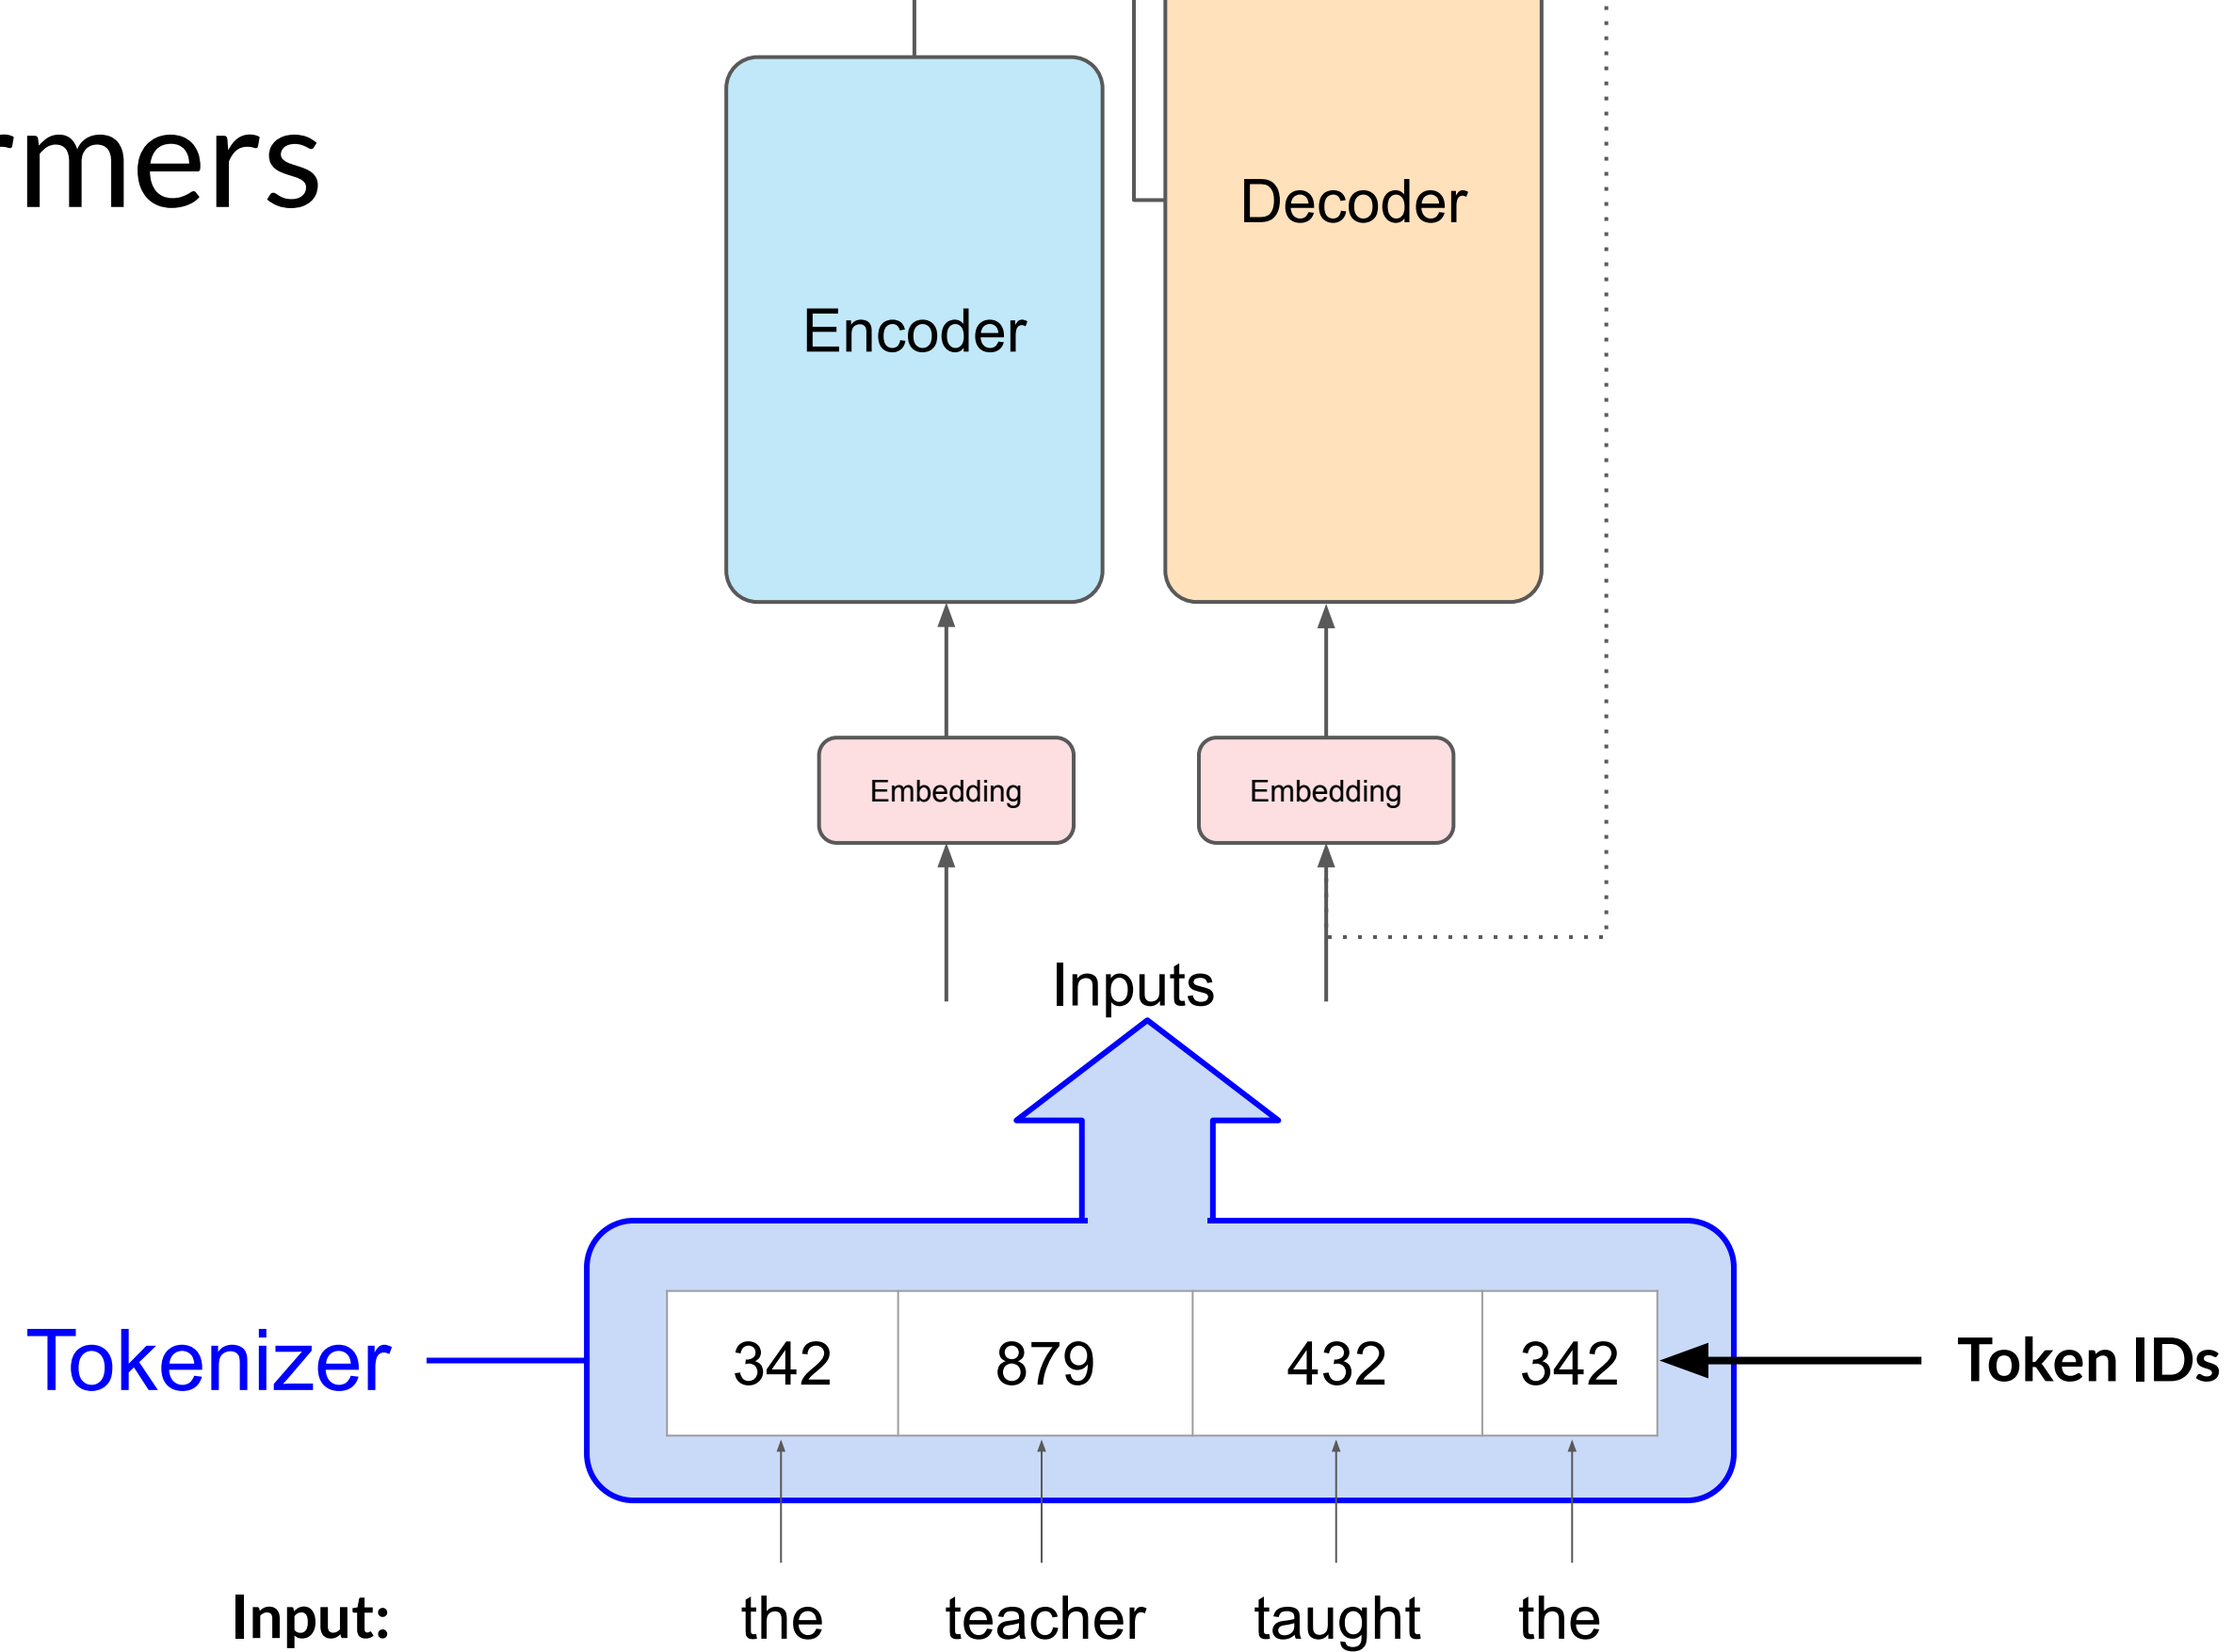 rmers
Decoder
Encoder
Embedding Embedding
Inputs
Tokenizer 342 879 432 342 Token IDs
Input: the teacher taught the